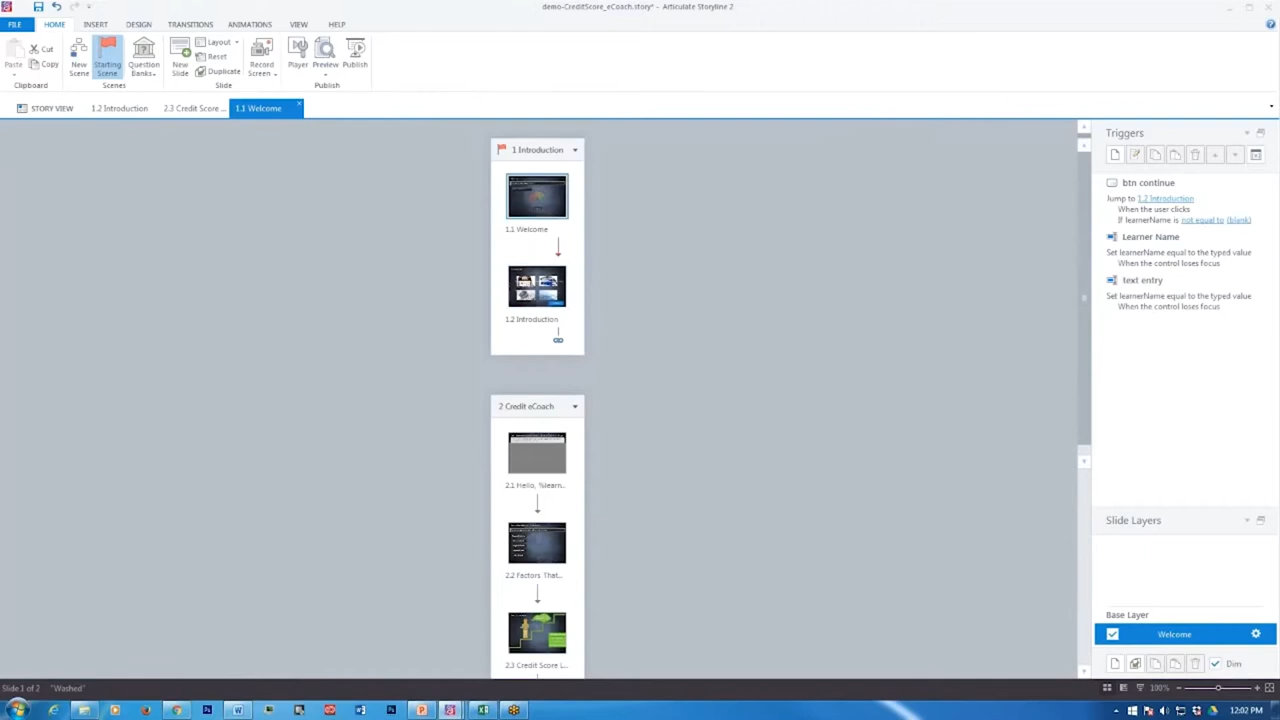 demo-CreditScore_eCoach.story* - Articulate Storyline 2
FILE
HOME
INSERT
DESIGN
TRANSITIONS
ANIMATIONS
VIEW
HELP
Paste
Cut
Copy
Clipboard
New
Scene
Starting
Scene
Question
Banks
Scenes
New
Slide
Layout
Reset
Duplicate
Slide
Record
Screen
Player
Preview
Publish
Publish
STORY VIEW
1.2 Introduction
2.3 Credit Score ...
1.1 Welcome
1 Introduction
1.1 Welcome
1.2 Introduction
2 Credit eCoach
2.1 Hello, %learn...
2.2 Factors That...
2.3 Credit Score L...
Triggers
btn continue
Jump to 1.2 Introduction
When the user clicks
If learnerName is not equal to (blank)
Learner Name
Set learnerName equal to the typed value
When the control loses focus
text entry
Set learnerName equal to the typed value
When the control loses focus
Slide Layers
Base Layer
Welcome
Dim
Slide 1 of 2 "Washed"
100%
12:02 PM